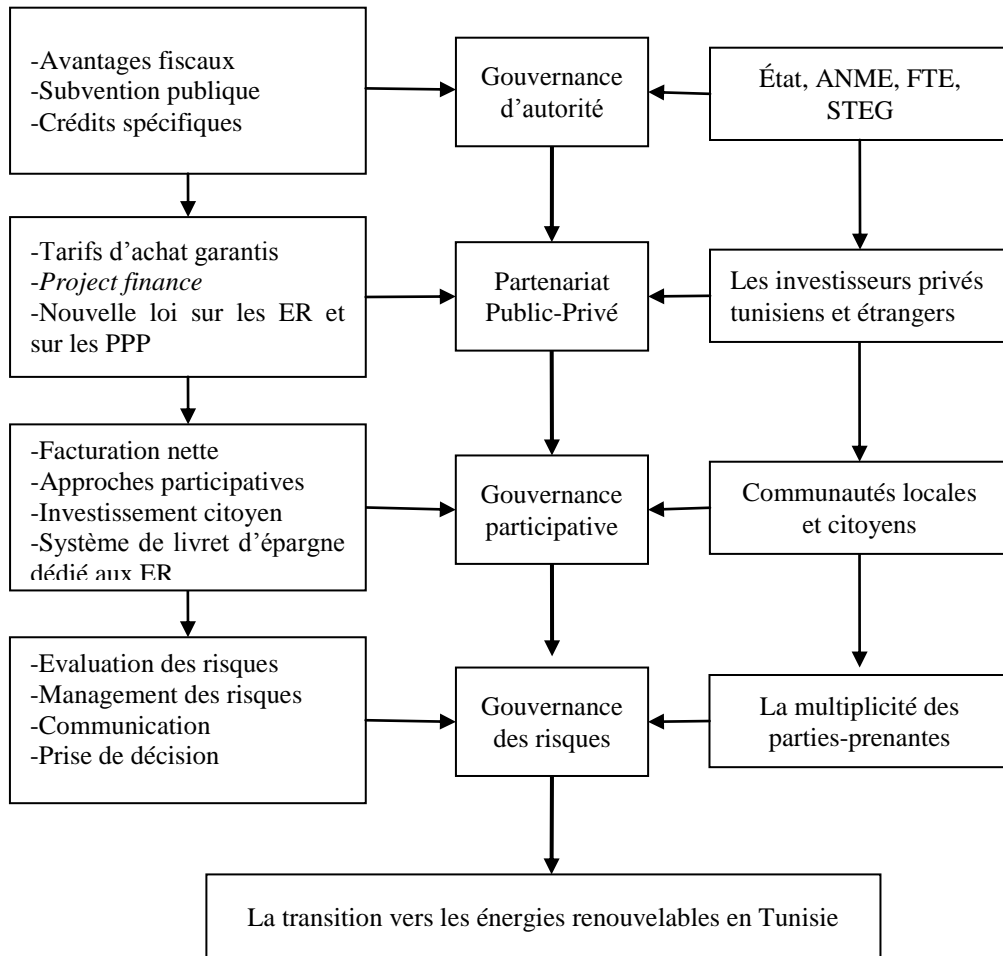 -Avantages fiscaux
-Subvention publique
-Crédits spécifiques
Gouvernance
d’autorité
État, ANME, FTE,
STEG
-Tarifs d’achat garantis
-Project finance
-Nouvelle loi sur les ER et
sur les PPP
Partenariat
Public-Privé
Les investisseurs privés
tunisiens et étrangers
-Facturation nette
-Approches participatives
-Investissement citoyen
-Système de livret d’épargne
dédié aux ER
Gouvernance
participative
Communautés locales
et citoyens
-Evaluation des risques
-Management des risques
-Communication
-Prise de décision
Gouvernance
des risques
La multiplicité des
parties-prenantes
La transition vers les énergies renouvelables en Tunisie